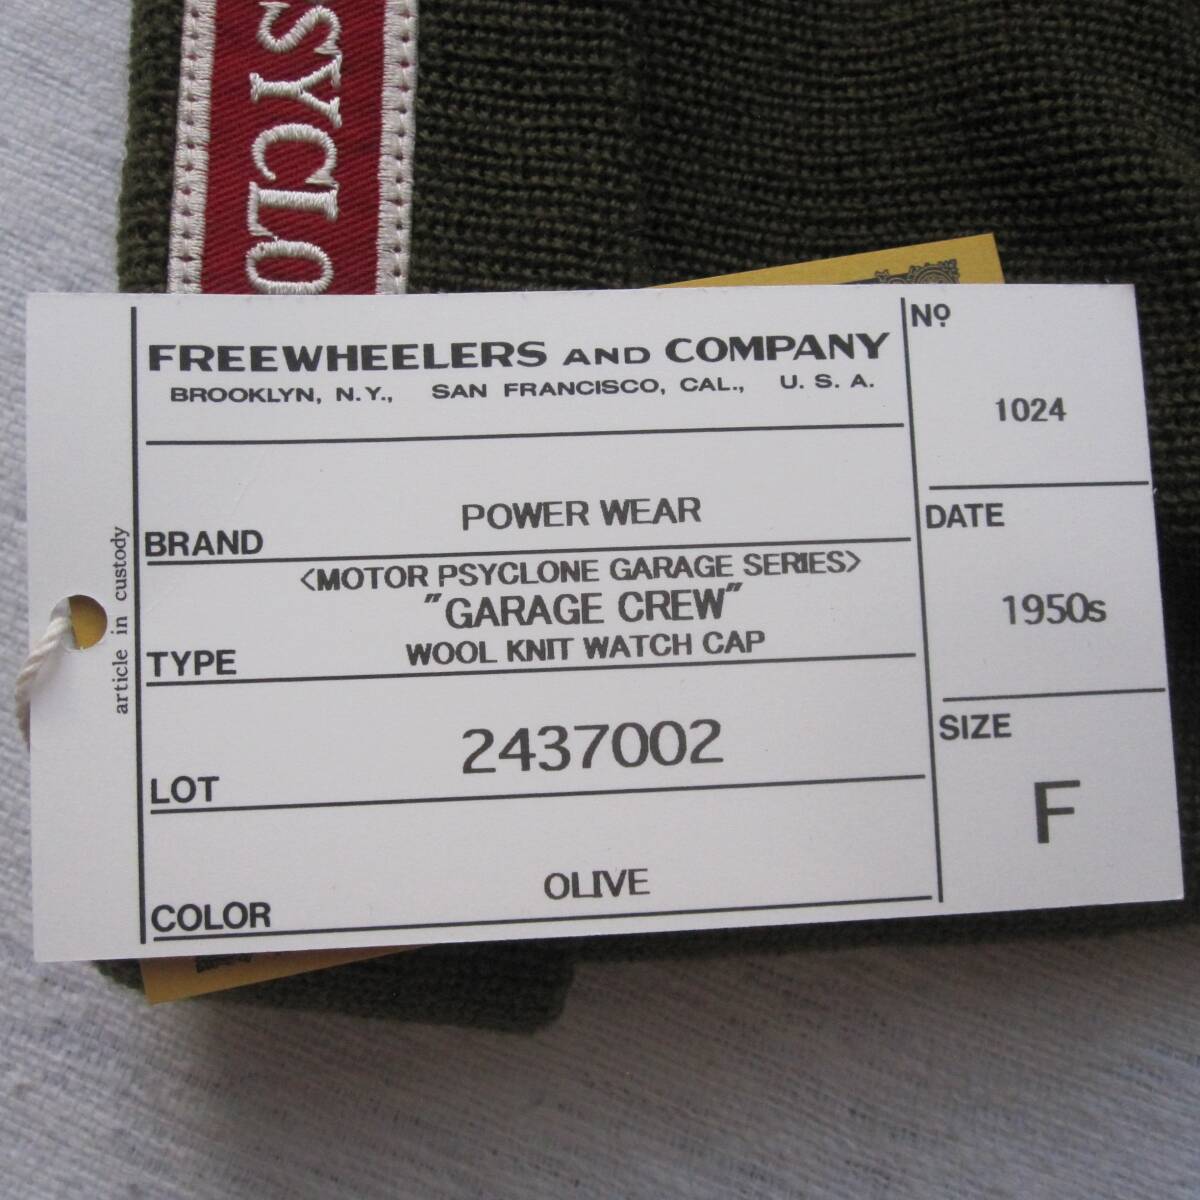 SYCLO
FREEWHEELERS AND COMPANY
BROOKLYN, N.Y., SAN FRANCISCO, CAL., U. S. A.
Nº
1024
BRAND
POWER WEAR
DATE
1950s
TYPE
<MOTOR PSYCLONE GARAGE SERIES>
"GARAGE CREW"
WOOL KNIT WATCH CAP
LOT
2437002
SIZE
F
COLOR
OLIVE
article in custody